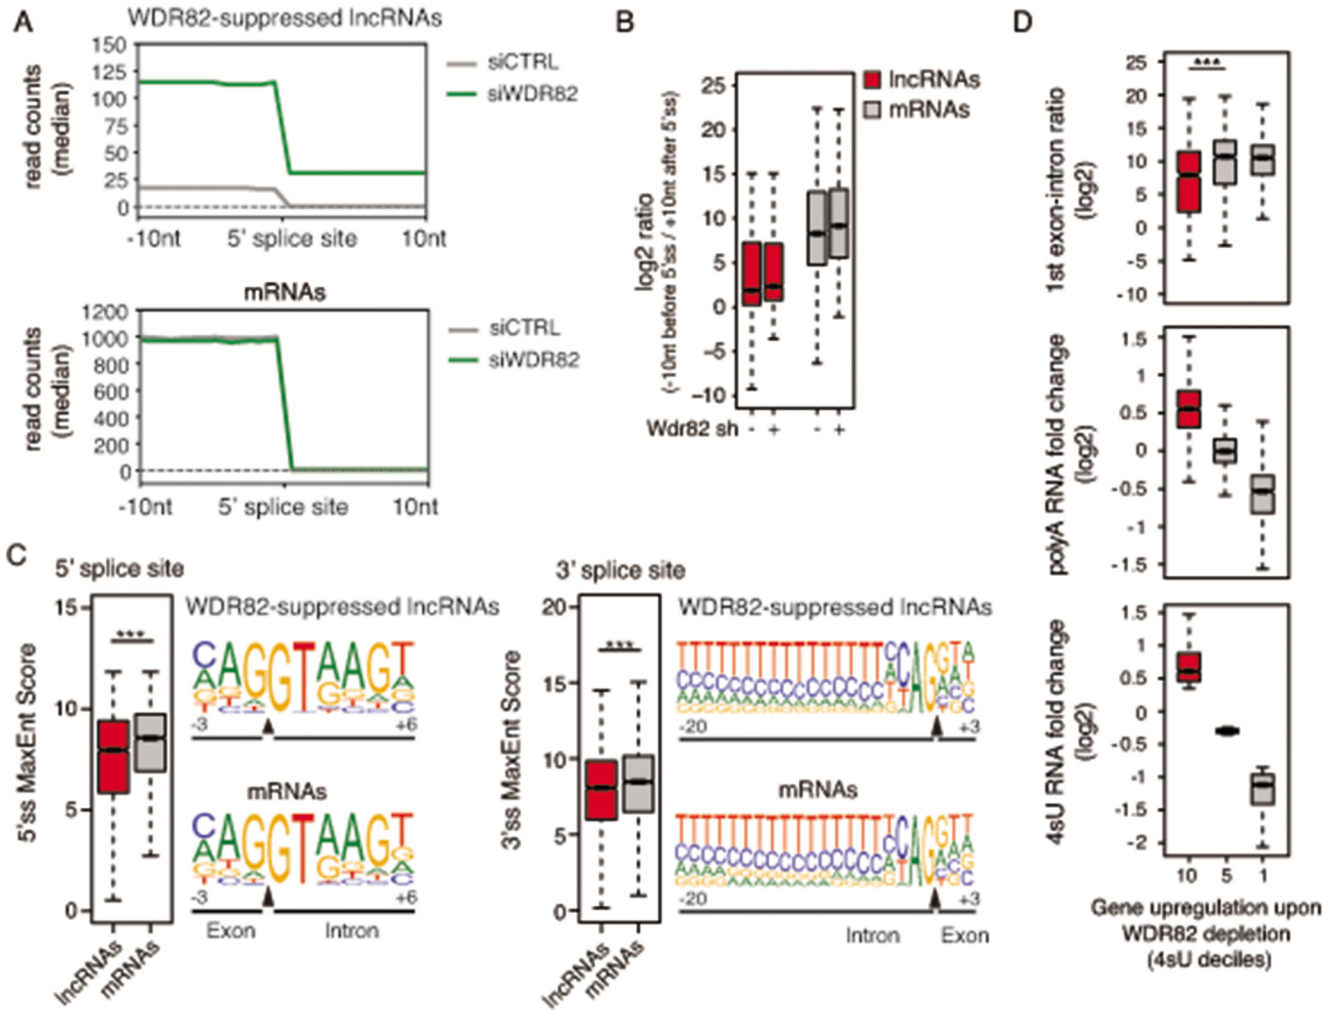 A
WDR82-suppressed lncRNAs
150
125
100
75
50
25
0
read counts
(median)
-10nt
5' splice site
10nt
siCTRL
siWDR82
mRNAs
1200
1000
800
600
400
200
0
read counts
(median)
-10nt
5' splice site
10nt
siCTRL
siWDR82
B
25
20
15
10
5
0
−5
−10
log2 ratio
(-10nt before 5'ss / +10nt after 5'ss)
lncRNAs
mRNAs
Wdr82 sh - + - +
C
5' splice site
15
10
5
0
5'ss MaxEnt Score
***
lncRNAs
mRNAs
WDR82-suppressed lncRNAs
-3
+6
mRNAs
-3
+6
Exon
Intron
3' splice site
20
15
10
5
0
3'ss MaxEnt Score
***
lncRNAs
mRNAs
WDR82-suppressed lncRNAs
-20
+3
mRNAs
-20
+3
Intron
Exon
D
25
20
15
10
5
0
-5
-10
1st exon-intron ratio
(log2)
***
1.5
1
0.5
0
-0.5
-1
-1.5
polyA RNA fold change
(log2)
1.5
1
0.5
0
-0.5
-1
-1.5
-2
4sU RNA fold change
(log2)
10 5 1
Gene upregulation upon
WDR82 depletion
(4sU deciles)